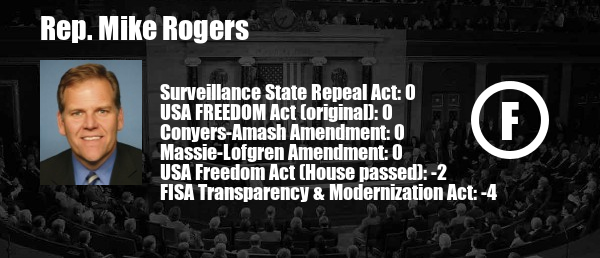 Rep. Mike Rogers
Surveillance State Repeal Act: 0
USA FREEDOM Act (original): 0
Conyers-Amash Amendment: 0
Massie-Lofgren Amendment: 0
USA Freedom Act (House passed): -2
FISA Transparency & Modernization Act: -4
F